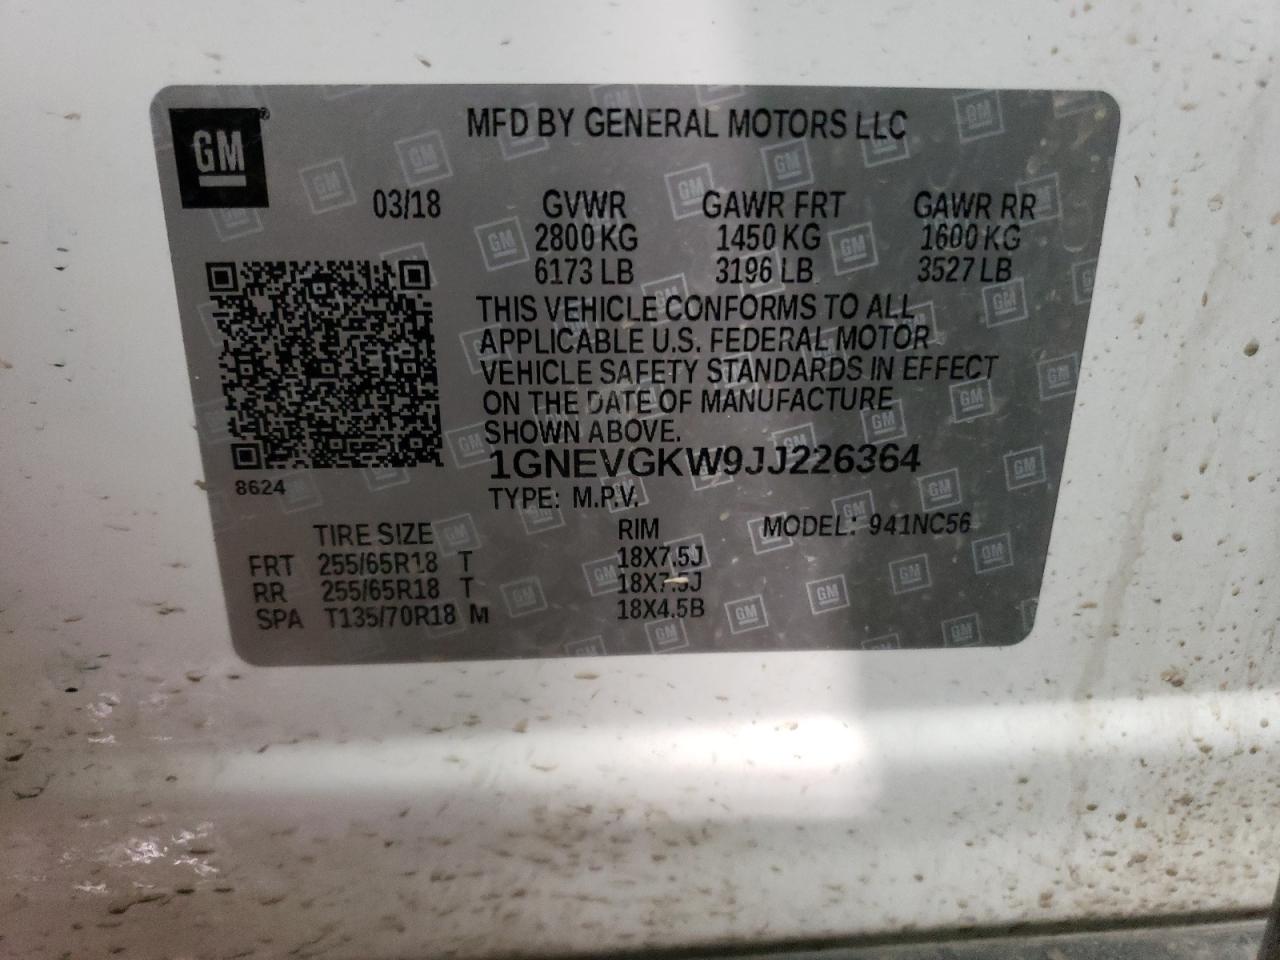 GM
MFD BY GENERAL MOTORS LLC
03/18 GVWR GAWR FRT GAWR RR
2800 KG 1450 KG 1600 KG
6173 LB 3196 LB 3527 LB
THIS VEHICLE CONFORMS TO ALL
APPLICABLE U.S. FEDERAL MOTOR
VEHICLE SAFETY STANDARDS IN EFFECT
ON THE DATE OF MANUFACTURE
SHOWN ABOVE.
1GNEVGKW9JJ226364
8624
TYPE: M.P.V.
TIRE SIZE RIM MODEL: 941NC56
FRT 255/65R18 T 18X7.5J
RR 255/65R18 T 18X7.5J
SPA T135/70R18 M 18X4.5B